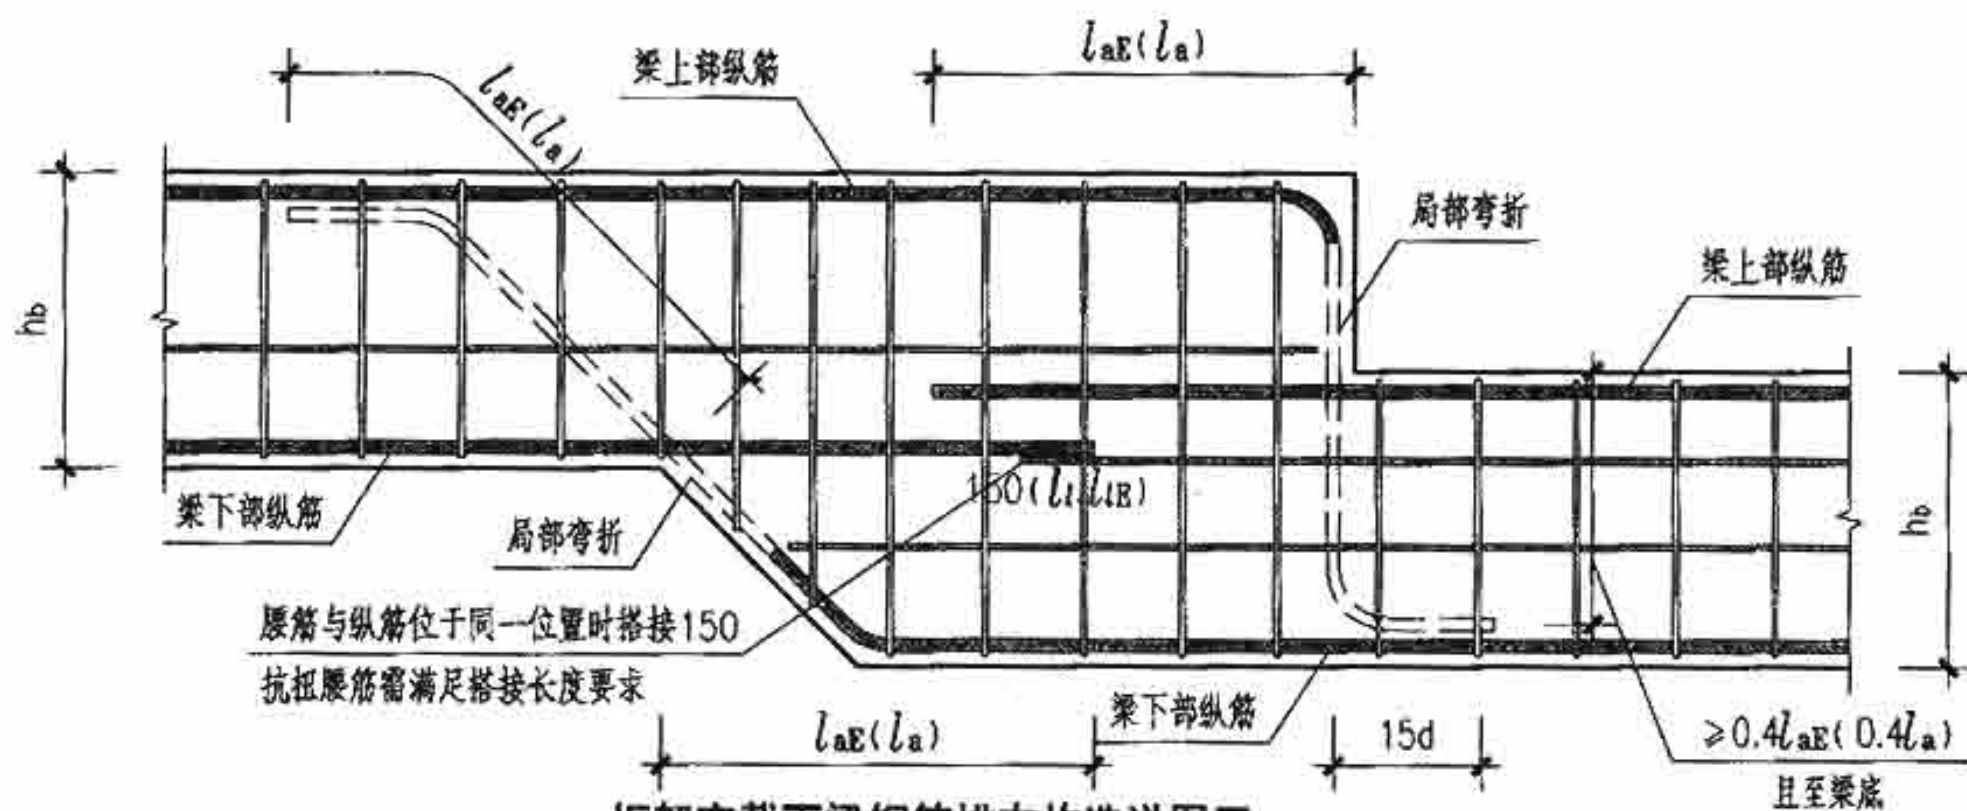 laE(la)
梁上部纵筋
laE(la)
局部弯折
梁上部纵筋
hb
hb
150(ll,llE)
梁下部纵筋
局部弯折
腰筋与纵筋位于同一位置时搭接150
抗扭腰筋需满足搭接长度要求
laE(la)
梁下部纵筋
15d
≥0.4laE(0.4la)
且至梁底